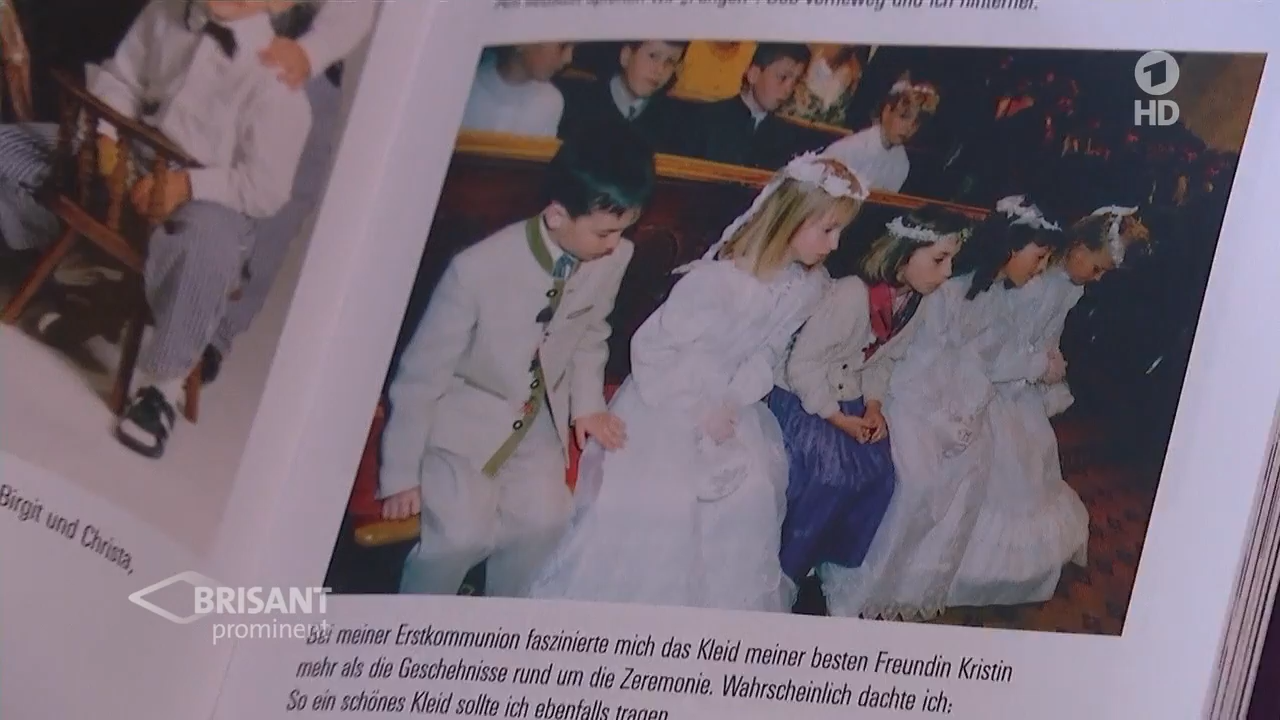 1
HD
Birgit und Christa,
BRISANT
prominent
Bei meiner Erstkommunion faszinierte mich das Kleid meiner besten Freundin Kristin
mehr als die Geschehnisse rund um die Zeremonie. Wahrscheinlich dachte ich:
So ein schönes Kleid sollte ich ebenfalls tragen